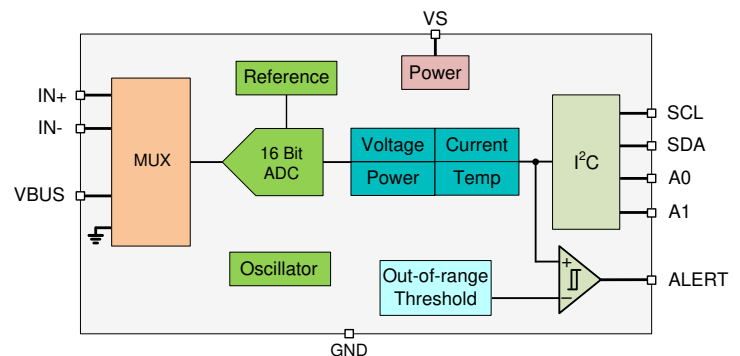 VS
Reference
Power
IN+
IN-
VBUS
MUX
16 Bit
ADC
Voltage
Current
Power
Temp
I²C
SCL
SDA
A0
A1
Oscillator
Out-of-range
Threshold
+
−
ALERT
GND